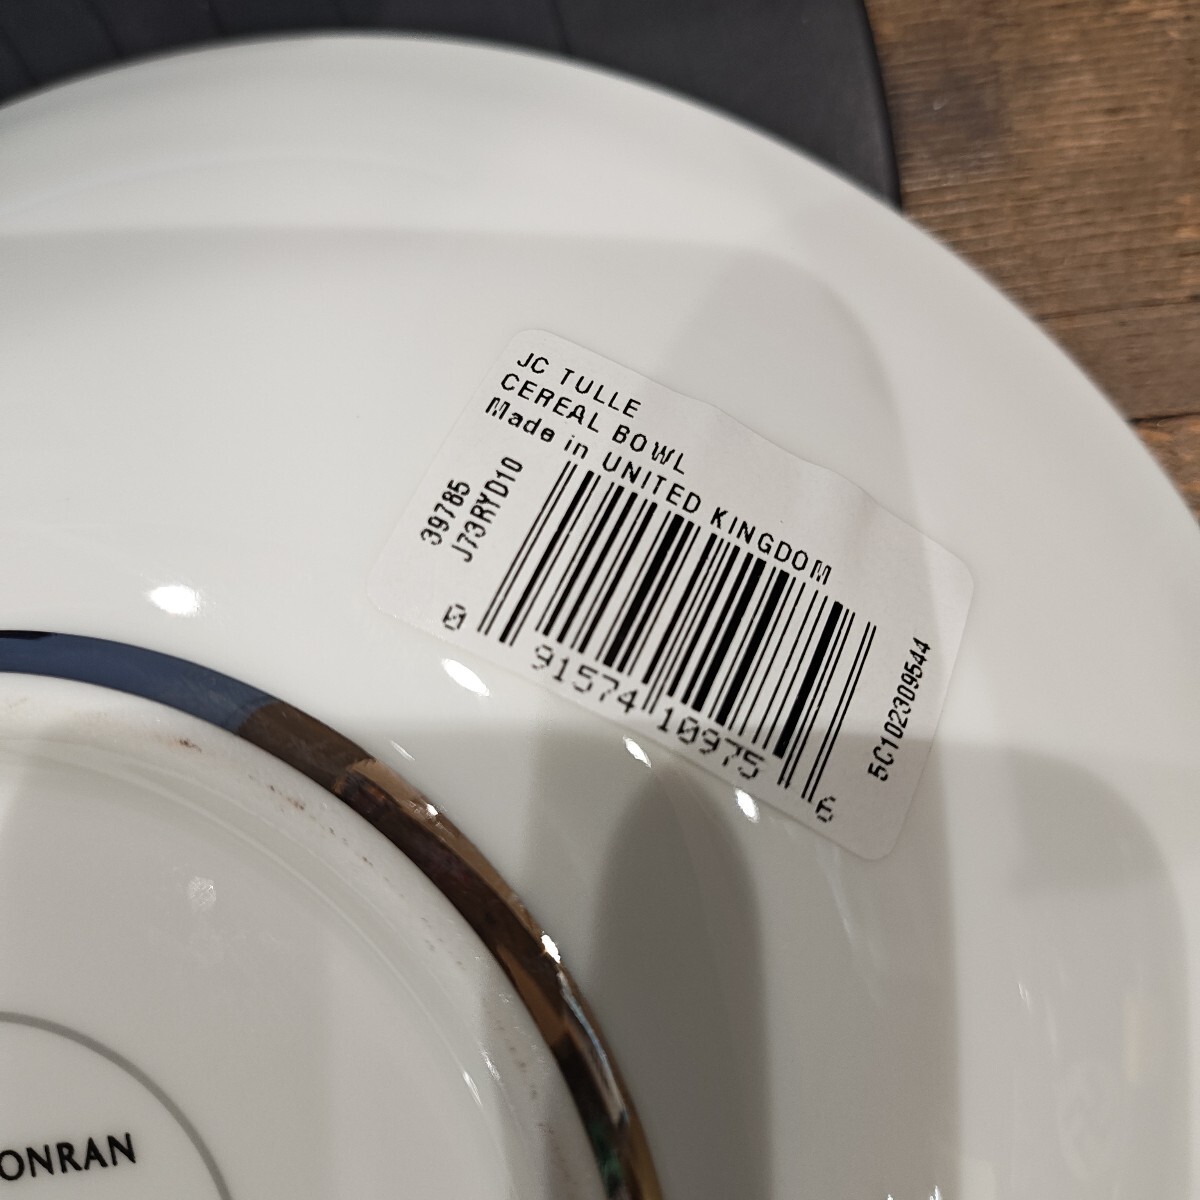 JC TULLE
CEREAL BOWL
Made in UNITED KINGDOM
39785
J73RYD10
0 91574 10975 6
5C102309544
ONRAN